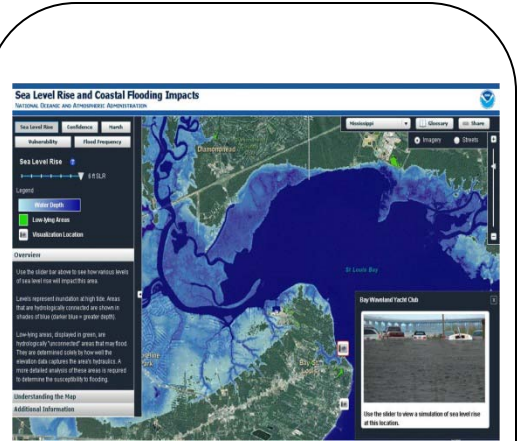 Sea Level Rise and Coastal Flooding Impacts
NATIONAL OCEANIC AND ATMOSPHERIC ADMINISTRATION
Sea Level Rise
Confidence
Marsh
Vulnerability
Flood Frequency
Mississippi
Glossary
Share
Imagery
Streets
Sea Level Rise
6 ft SLR
Legend
Water Depth
Low-lying Areas
Visualization Location
Overview
Use the slider bar above to see how various levels
of sea level rise will impact this area.
Levels represent inundation at high tide. Areas
that are hydrologically connected are shown in
shades of blue (darker blue = greater depth).
Low-lying areas, displayed in green, are
hydrologically "unconnected" areas that may flood.
They are determined solely by how well the
elevation data captures the area's hydraulics. A
more detailed analysis of these areas is required
to determine the susceptibility to flooding.
Understanding the Map
Additional Information
Diamondhead
St Louis Bay
Bay Waveland Yacht Club
Use the slider to view a simulation of sea level rise
at this location.